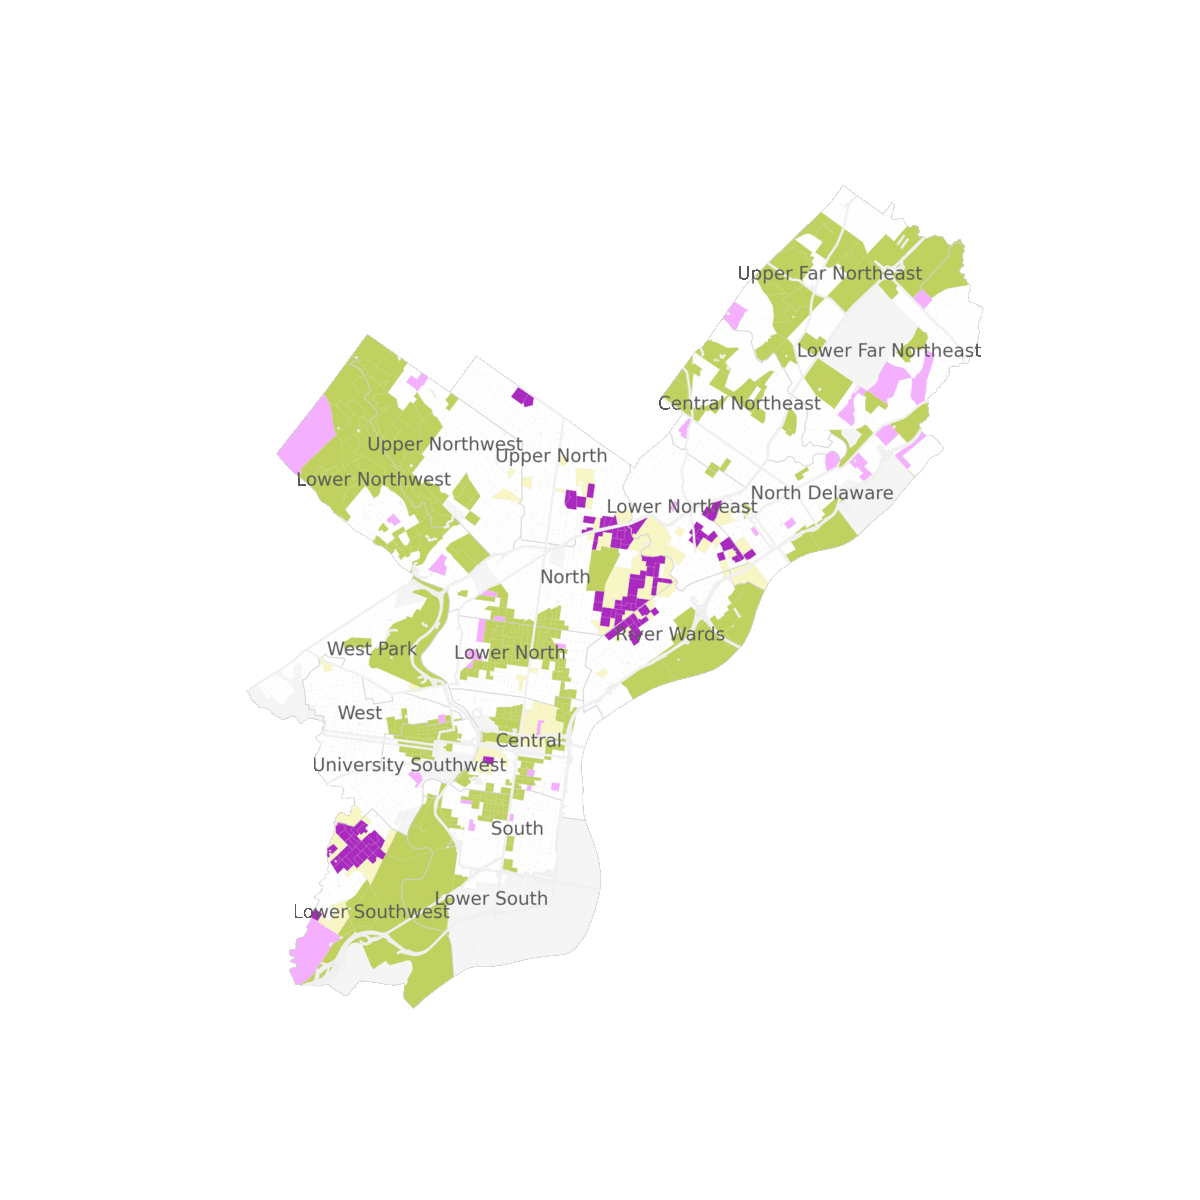 Upper Far Northeast
Lower Far Northeast
Central Northeast
Upper Northwest
Upper North
Lower Northwest
North Delaware
Lower Northeast
North
River Wards
West Park
Lower North
West
Central
University Southwest
South
Lower South
Lower Southwest